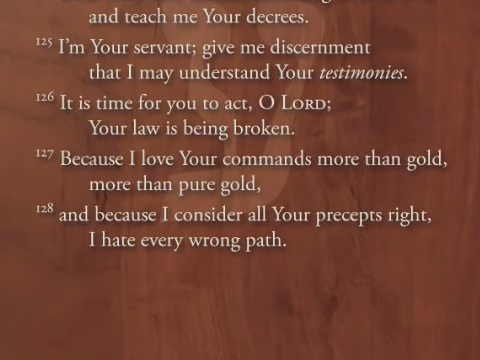 and teach me Your decrees.
125 I'm Your servant; give me discernment
that I may understand Your testimonies.
126 It is time for you to act, O LORD;
Your law is being broken.
127 Because I love Your commands more than gold,
more than pure gold,
128 and because I consider all Your precepts right,
I hate every wrong path.